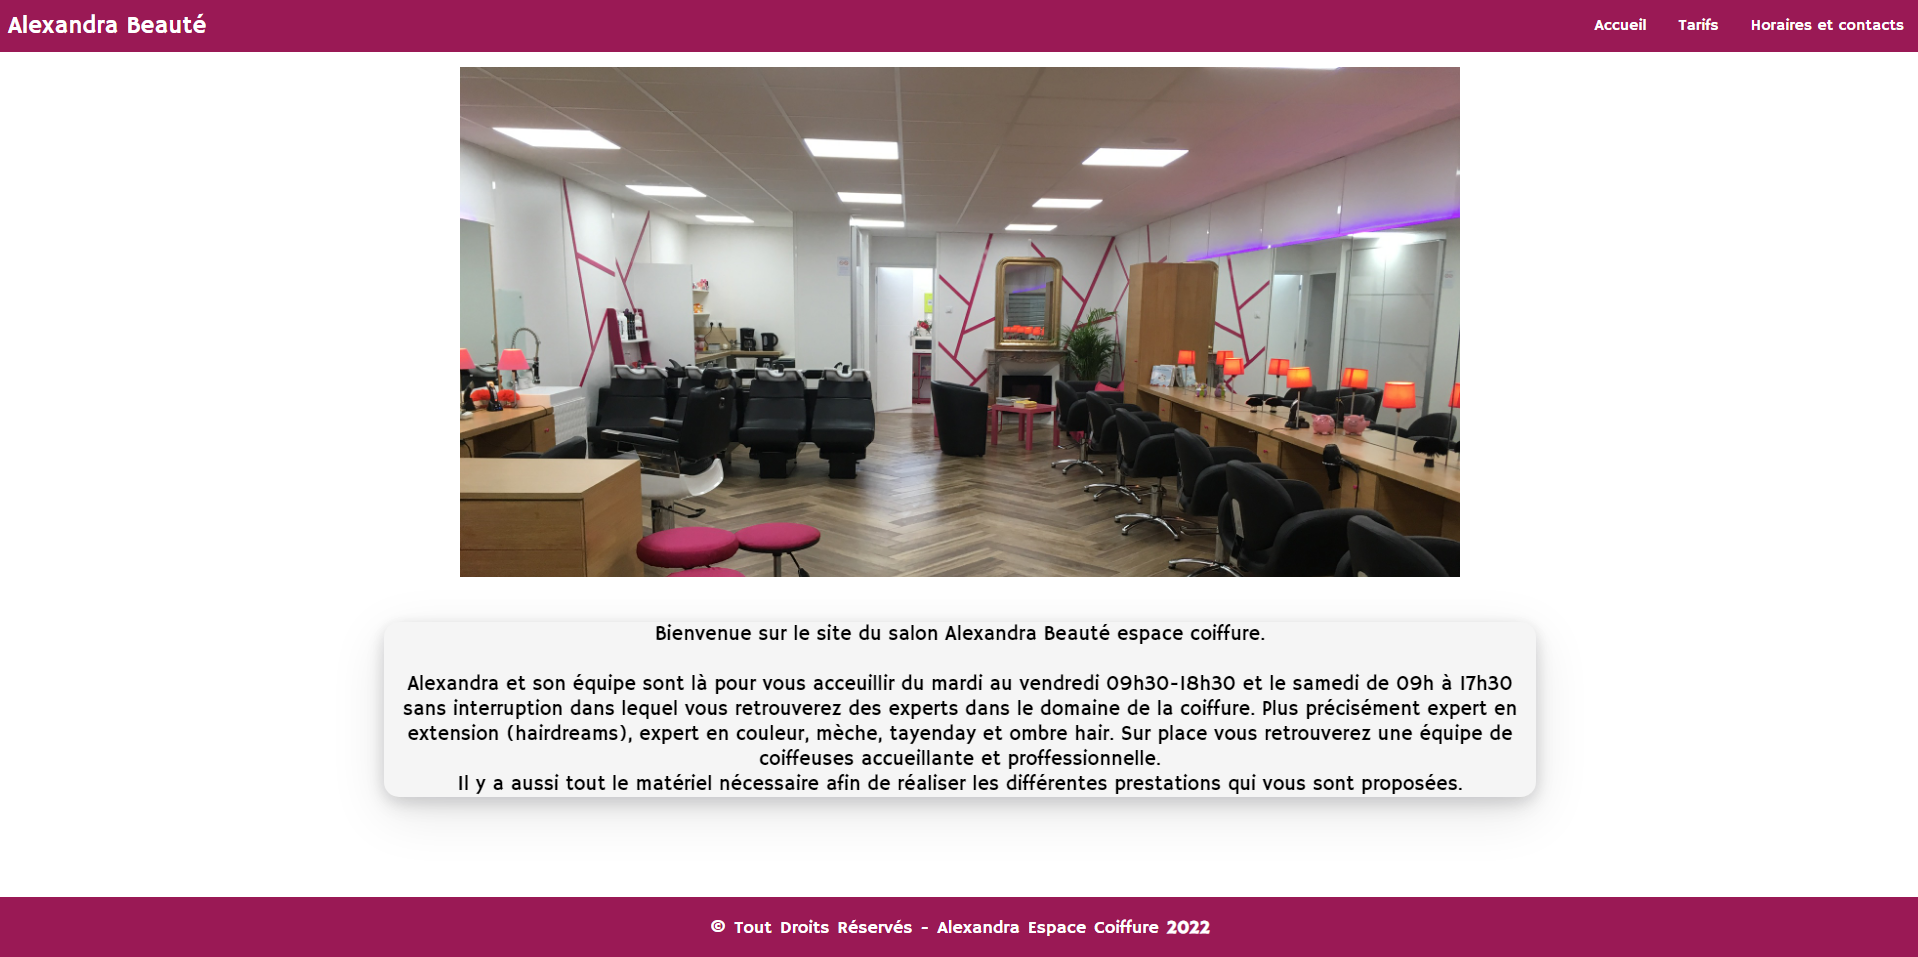 Alexandra Beauté
Accueil Tarifs Horaires et contacts
Bienvenue sur le site du salon Alexandra Beauté espace coiffure.
Alexandra et son équipe sont là pour vous acceuillir du mardi au vendredi 09h30-18h30 et le samedi de 09h à 17h30
sans interruption dans lequel vous retrouverez des experts dans le domaine de la coiffure. Plus précisément expert en
extension (hairdreams), expert en couleur, mèche, tayenday et ombre hair. Sur place vous retrouverez une équipe de
coiffeuses accueillante et proffessionnelle.
Il y a aussi tout le matériel nécessaire afin de réaliser les différentes prestations qui vous sont proposées.
© Tout Droits Réservés - Alexandra Espace Coiffure 2022